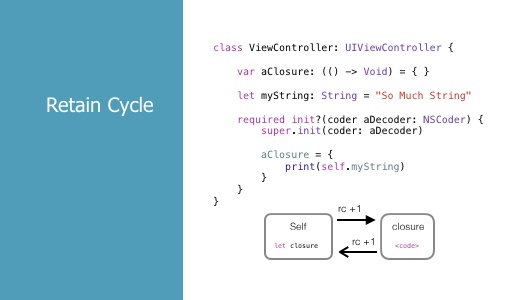 Retain Cycle
class ViewController: UIViewController {
var aClosure: (() -> Void) = { }
let myString: String = "So Much String"
required init?(coder aDecoder: NSCoder) {
super.init(coder: aDecoder)
aClosure = {
print(self.myString)
}
}
}
rc +1
Self
let closure
closure
<code>
rc +1